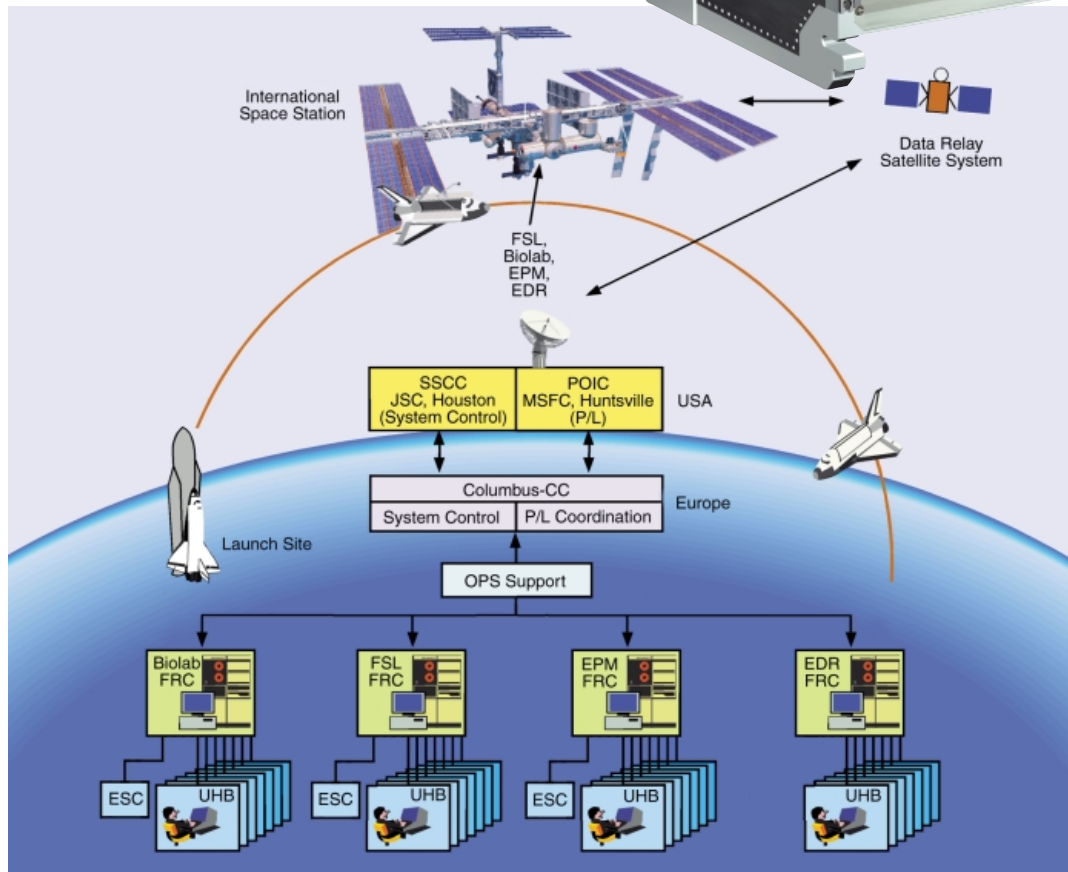 International
Space Station
Data Relay
Satellite System
FSL,
Biolab,
EPM,
EDR
SSCC
JSC, Houston
(System Control)
POIC
MSFC, Huntsville
(P/L)
USA
Columbus-CC
System Control
P/L Coordination
Europe
Launch Site
OPS Support
Biolab
FRC
FSL
FRC
EPM
FRC
EDR
FRC
ESC
UHB
ESC
UHB
ESC
UHB
UHB